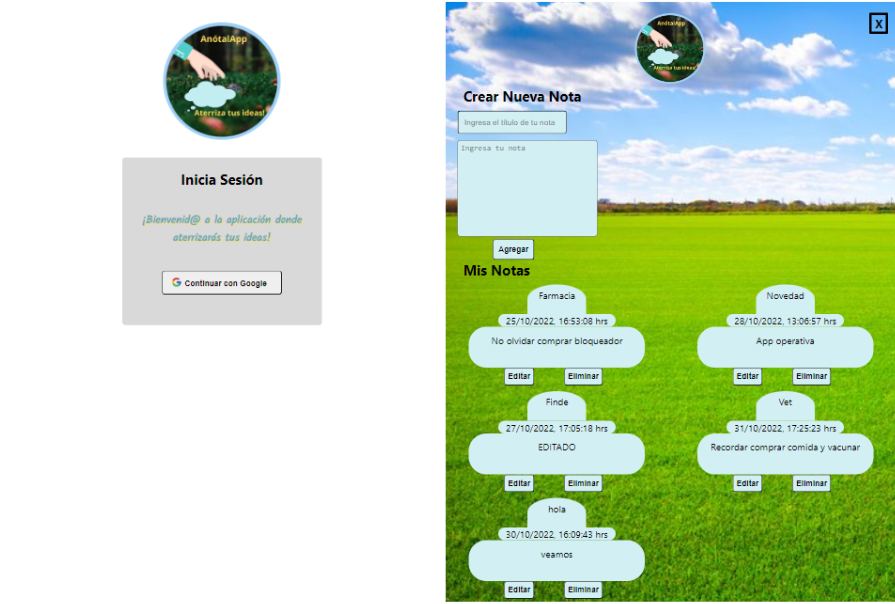 AnótalApp
Aterriza tus ideas!
Inicia Sesión
¡Bienvenid@ a la aplicación donde
aterrizarás tus ideas!
Continuar con Google
X
AnótalApp
Aterriza tus ideas!
Crear Nueva Nota
Ingresa el título de tu nota
Ingresa tu nota
Agregar
Mis Notas
Farmacia
25/10/2022, 16:53:08 hrs
No olvidar comprar bloqueador
Editar Eliminar
Novedad
28/10/2022, 13:06:57 hrs
App operativa
Editar Eliminar
Finde
27/10/2022, 17:05:18 hrs
EDITADO
Editar Eliminar
Vet
31/10/2022, 17:25:23 hrs
Recordar comprar comida y vacunar
Editar Eliminar
hola
30/10/2022, 16:09:43 hrs
veamos
Editar Eliminar